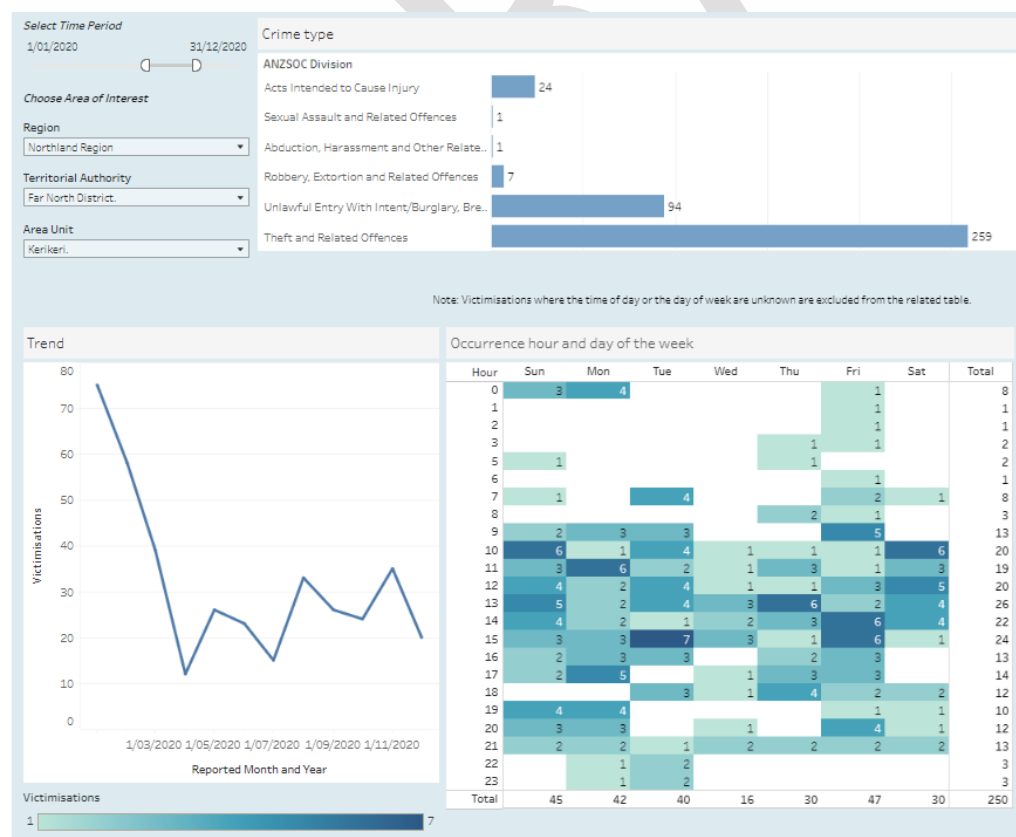 Select Time Period
1/01/2020 31/12/2020
Choose Area of Interest
Region
Northland Region
Territorial Authority
Far North District.
Area Unit
Kerikeri.
Crime type
ANZSOC Division
Acts Intended to Cause Injury 24
Sexual Assault and Related Offences 1
Abduction, Harassment and Other Relate.. 1
Robbery, Extortion and Related Offences 7
Unlawful Entry With Intent/Burglary, Bre.. 94
Theft and Related Offences 259
Note: Victimisations where the time of day or the day of week are unknown are excluded from the related table.
Trend
80
70
60
50
40
30
20
10
0
Victimisations
1/03/2020 1/05/2020 1/07/2020 1/09/2020 1/11/2020
Reported Month and Year
Victimisations
1 7
Occurrence hour and day of the week
Hour Sun Mon Tue Wed Thu Fri Sat Total
0 3 4 1 8
1 1 1
2 1 1
3 1 1 2
5 1 1 2
6 1 1
7 1 4 2 1 8
8 2 1 3
9 2 3 3 5 13
10 6 1 4 1 1 1 6 20
11 3 6 2 1 3 1 3 19
12 4 2 4 1 1 3 5 20
13 5 2 4 3 6 2 4 26
14 4 2 1 2 3 6 4 22
15 3 3 7 3 1 6 1 24
16 2 3 3 2 3 13
17 2 5 1 3 3 14
18 3 1 4 2 2 12
19 4 4 1 1 10
20 3 3 1 4 1 12
21 2 2 1 2 2 2 2 13
22 1 2 3
23 1 2 3
Total 45 42 40 16 30 47 30 250